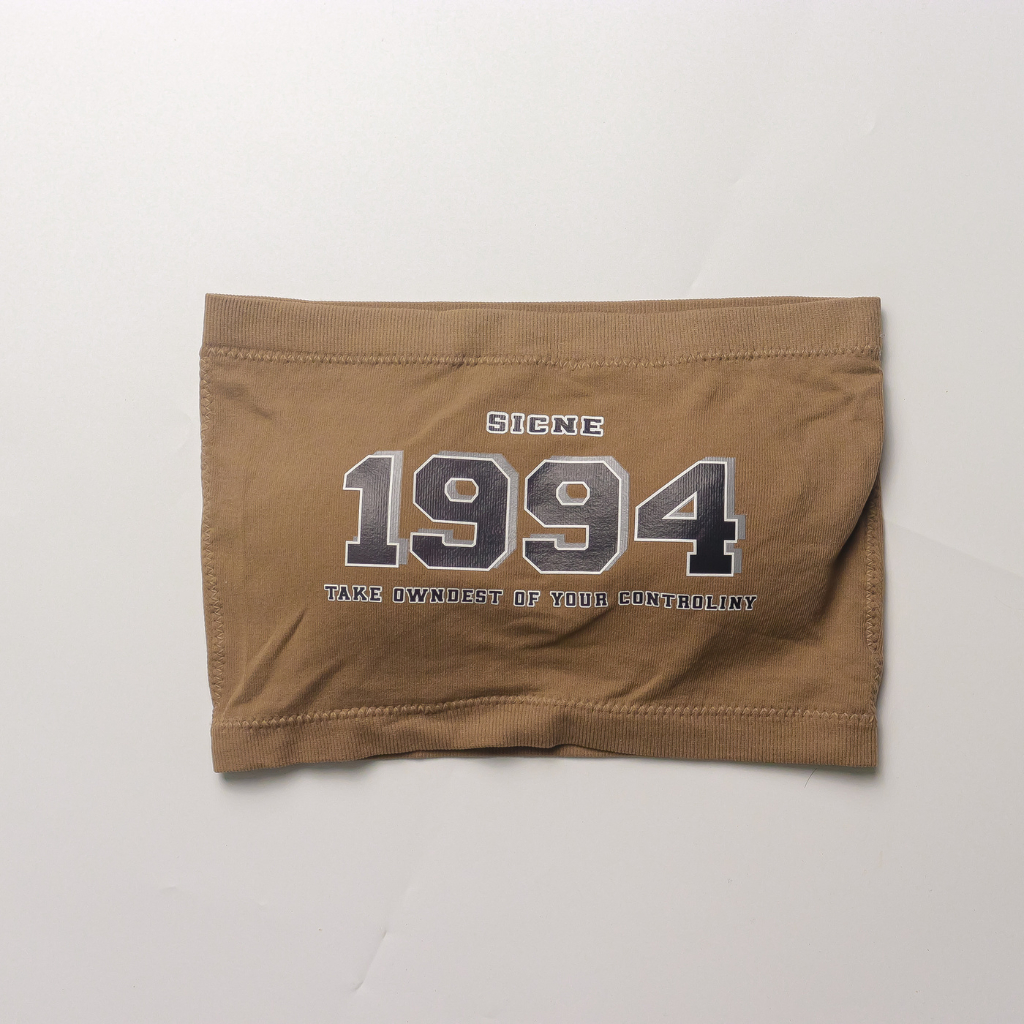 SICNE
1994
TAKE OWNDEST OF YOUR CONTROLINY